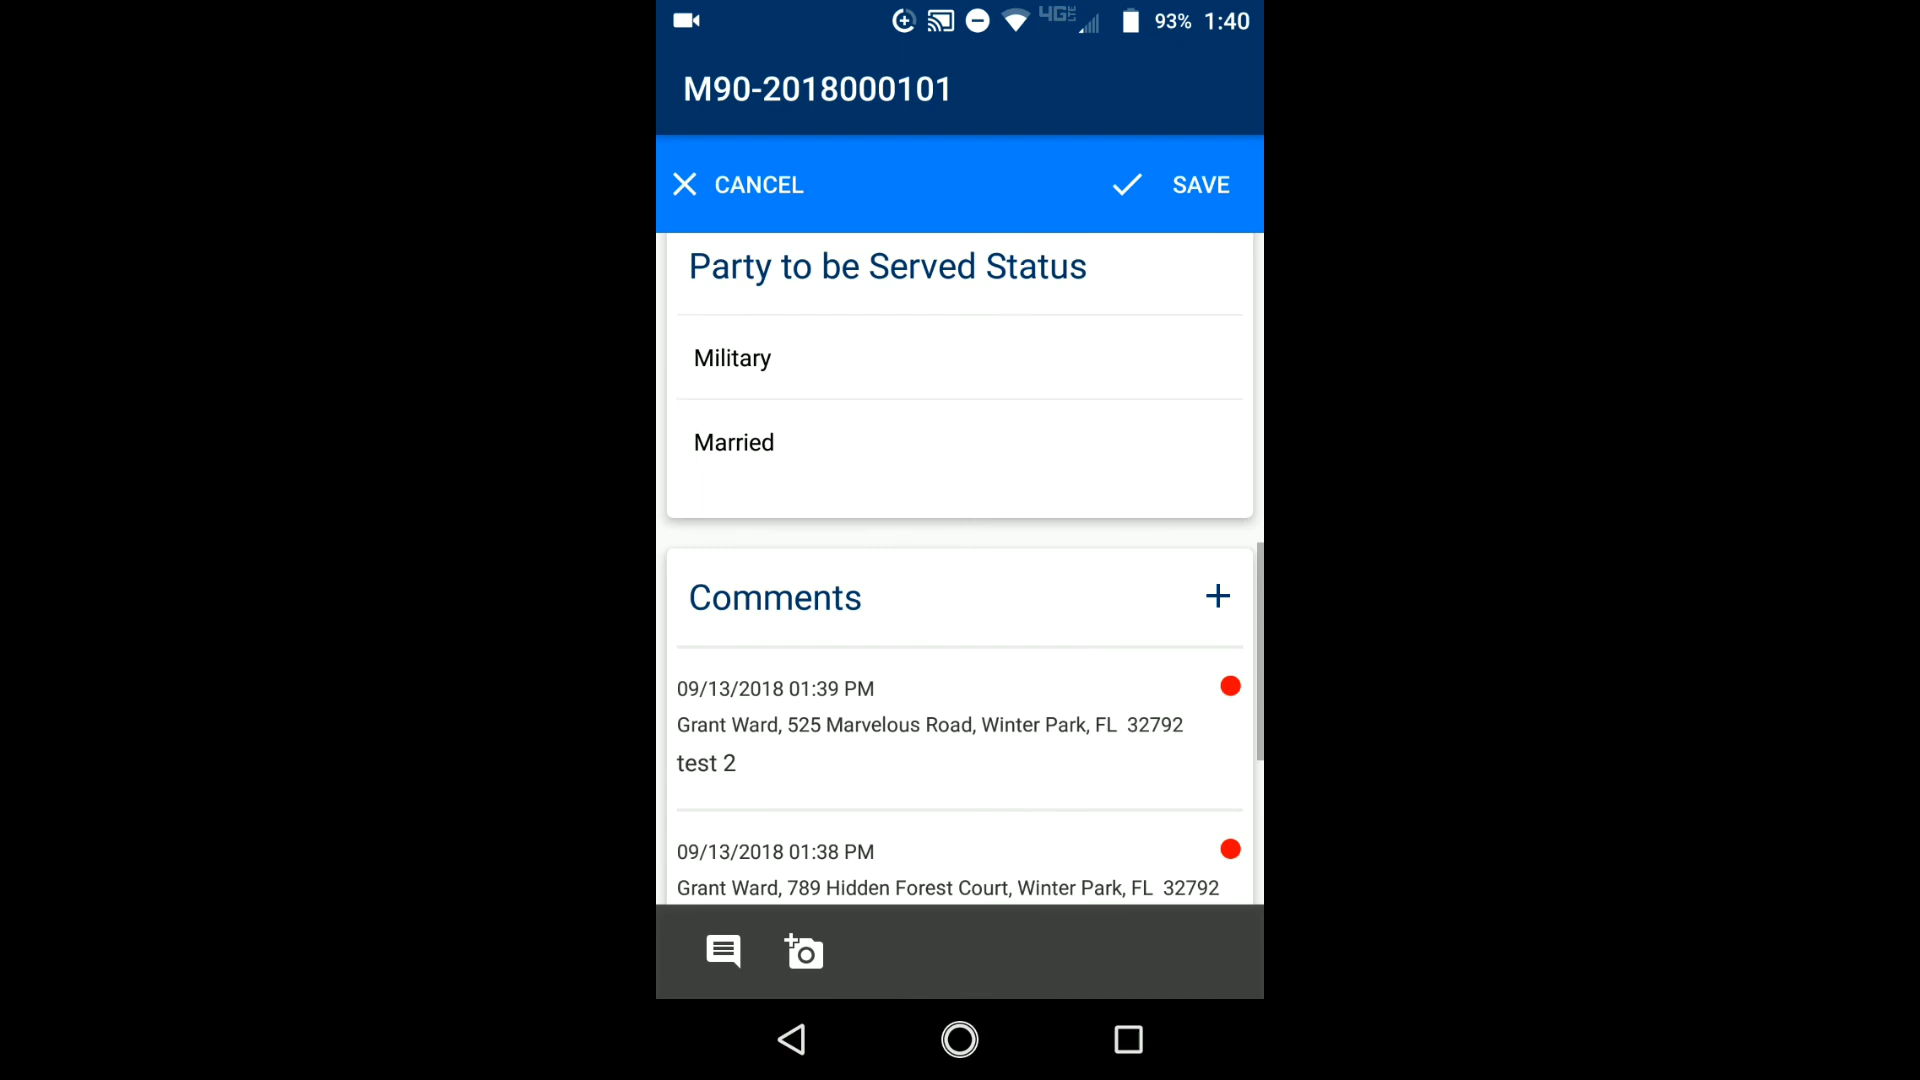 4G LTE 93% 1:40
M90-2018000101
CANCEL SAVE
Party to be Served Status
Military
Married
Comments
09/13/2018 01:39 PM
Grant Ward, 525 Marvelous Road, Winter Park, FL 32792
test 2
09/13/2018 01:38 PM
Grant Ward, 789 Hidden Forest Court, Winter Park, FL 32792